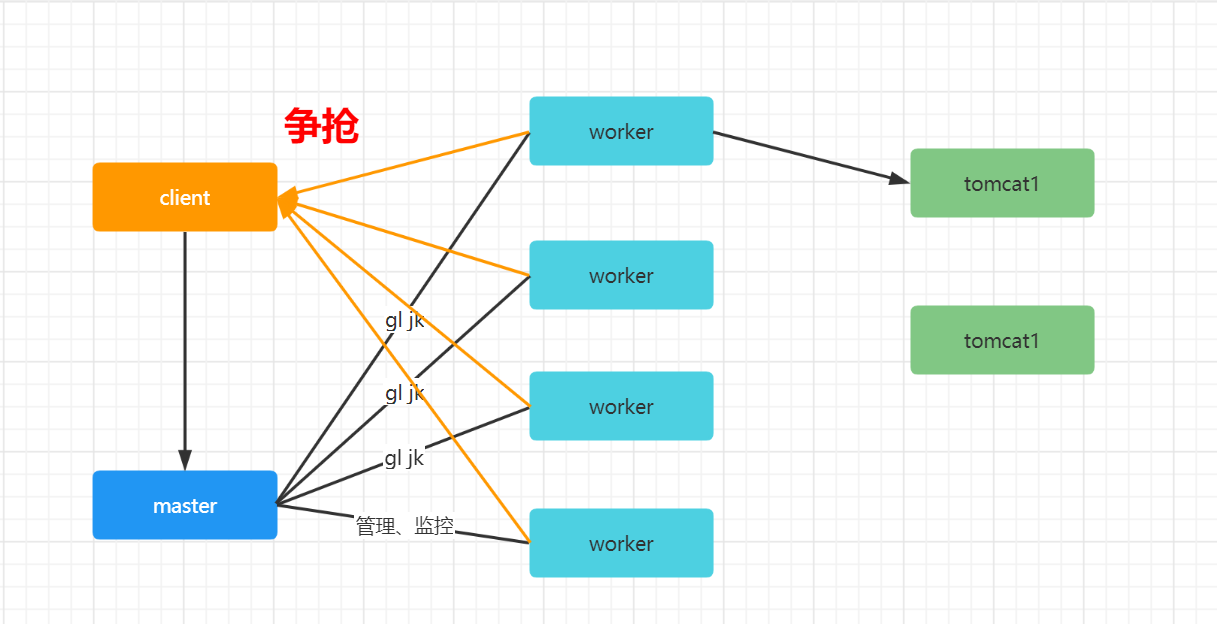 争抢
worker
client
tomcat1
worker
gl jk
tomcat1
gl jk
worker
gl jk
master
管理、监控
worker